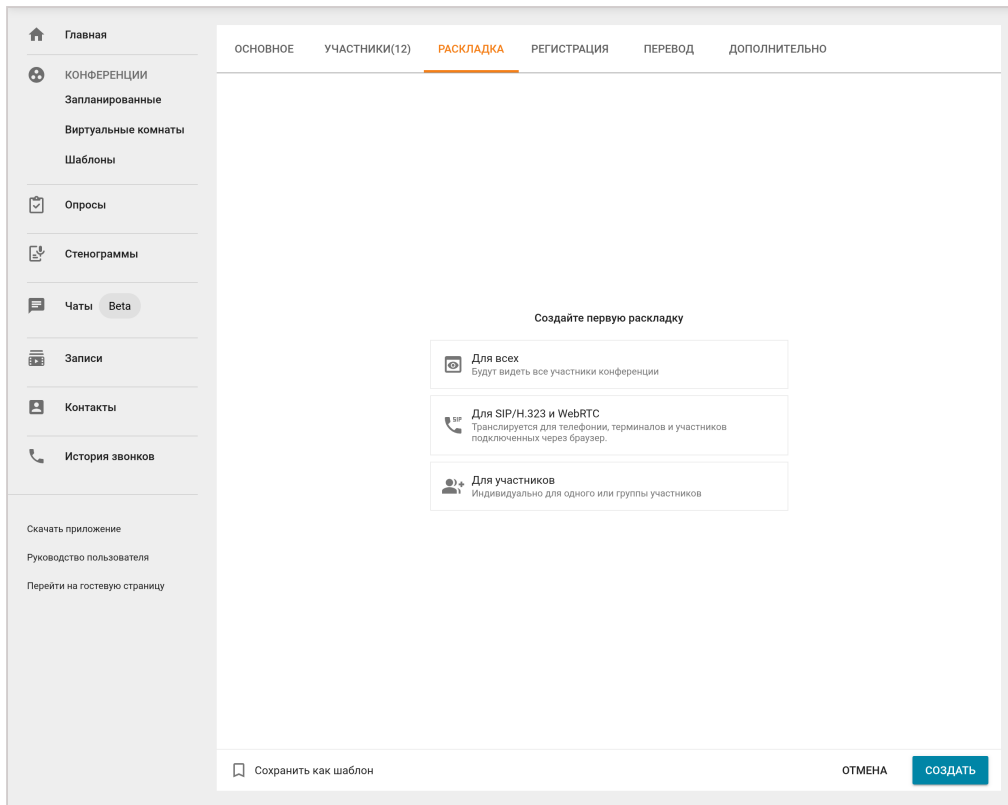 Главная
КОНФЕРЕНЦИИ
Запланированные
Виртуальные комнаты
Шаблоны
Опросы
Стенограммы
Чаты Beta
Записи
Контакты
История звонков
Скачать приложение
Руководство пользователя
Перейти на гостевую страницу
ОСНОВНОЕ УЧАСТНИКИ(12) РАСКЛАДКА РЕГИСТРАЦИЯ ПЕРЕВОД ДОПОЛНИТЕЛЬНО
Создайте первую раскладку
Для всех
Будут видеть все участники конференции
SIP
Для SIP/H.323 и WebRTC
Транслируется для телефонии, терминалов и участников
подключенных через браузер.
Для участников
Индивидуально для одного или группы участников
Сохранить как шаблон ОТМЕНА СОЗДАТЬ